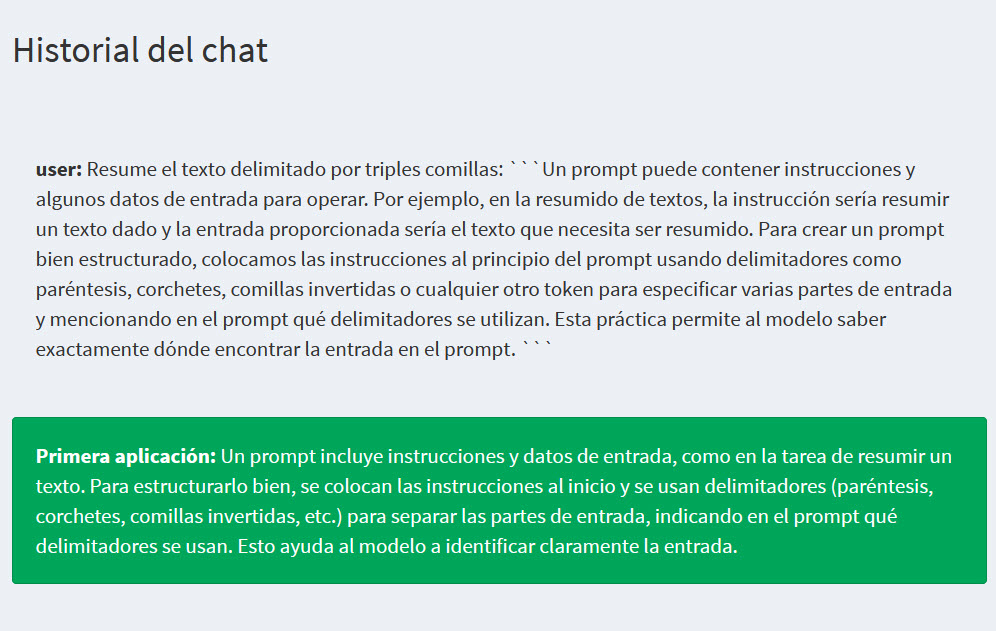 Historial del chat
user: Resume el texto delimitado por triples comillas: ```Un prompt puede contener instrucciones y
algunos datos de entrada para operar. Por ejemplo, en la resumido de textos, la instrucción sería resumir
un texto dado y la entrada proporcionada sería el texto que necesita ser resumido. Para crear un prompt
bien estructurado, colocamos las instrucciones al principio del prompt usando delimitadores como
paréntesis, corchetes, comillas invertidas o cualquier otro token para especificar varias partes de entrada
y mencionando en el prompt qué delimitadores se utilizan. Esta práctica permite al modelo saber
exactamente dónde encontrar la entrada en el prompt. ```
Primera aplicación: Un prompt incluye instrucciones y datos de entrada, como en la tarea de resumir un
texto. Para estructurarlo bien, se colocan las instrucciones al inicio y se usan delimitadores (paréntesis,
corchetes, comillas invertidas, etc.) para separar las partes de entrada, indicando en el prompt qué
delimitadores se usan. Esto ayuda al modelo a identificar claramente la entrada.